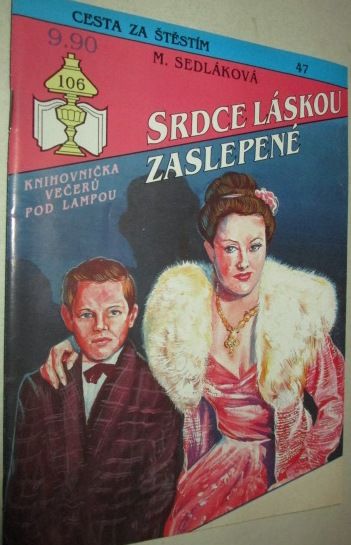 CESTA ZA ŠTĚSTÍM
9.90
M. SEDLÁKOVÁ
47
106
SRDCE LÁSKOU
ZASLEPENÉ
KNIHOVNIČKA
VEČERŮ
POD LAMPOU